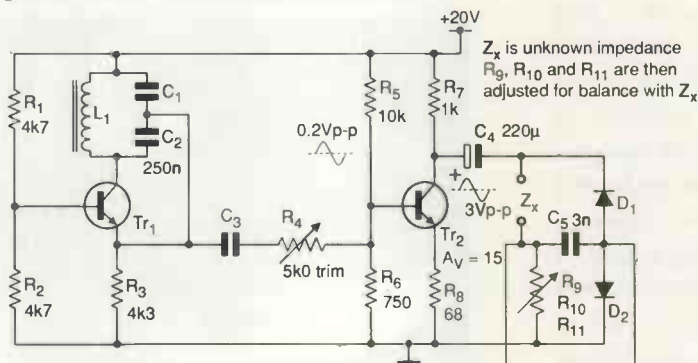 +20V
Zx is unknown impedance
R9, R10 and R11 are then
adjusted for balance with Zx
R1
4k7
L1
C1
C2
250n
R5
10k
R7
1k
C4 220µ
0.2Vp-p
+
3Vp-p
Zx
D1
C5 3n
Tr1
C3
R4
5k0 trim
Tr2
AV = 15
R2
4k7
R3
4k3
R6
750
R8
68
R9
R10
R11
D2